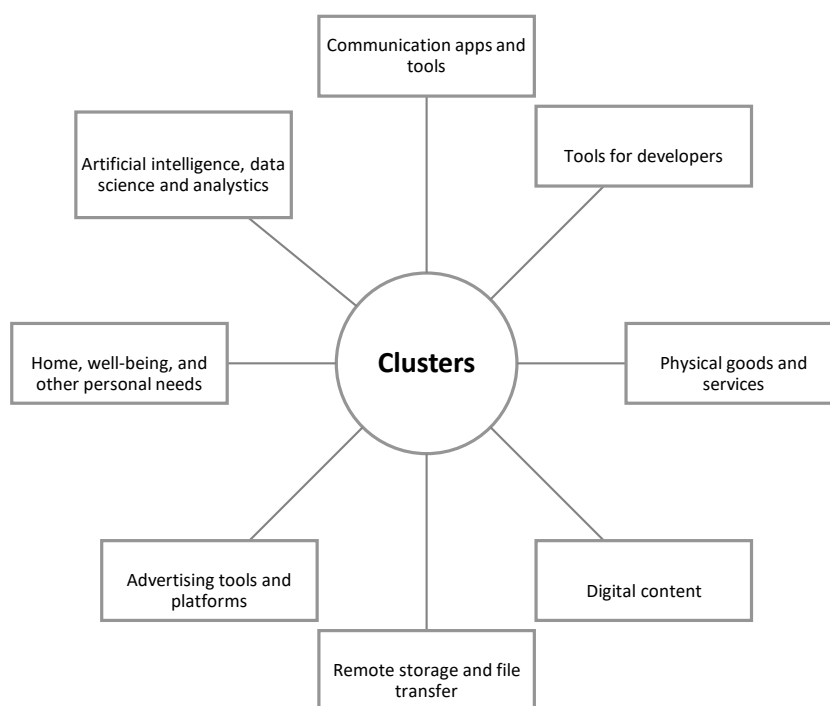 Communication apps and
tools
Tools for developers
Artificial intelligence, data
science and analystics
Clusters
Home, well-being, and
other personal needs
Physical goods and
services
Advertising tools and
platforms
Digital content
Remote storage and file
transfer